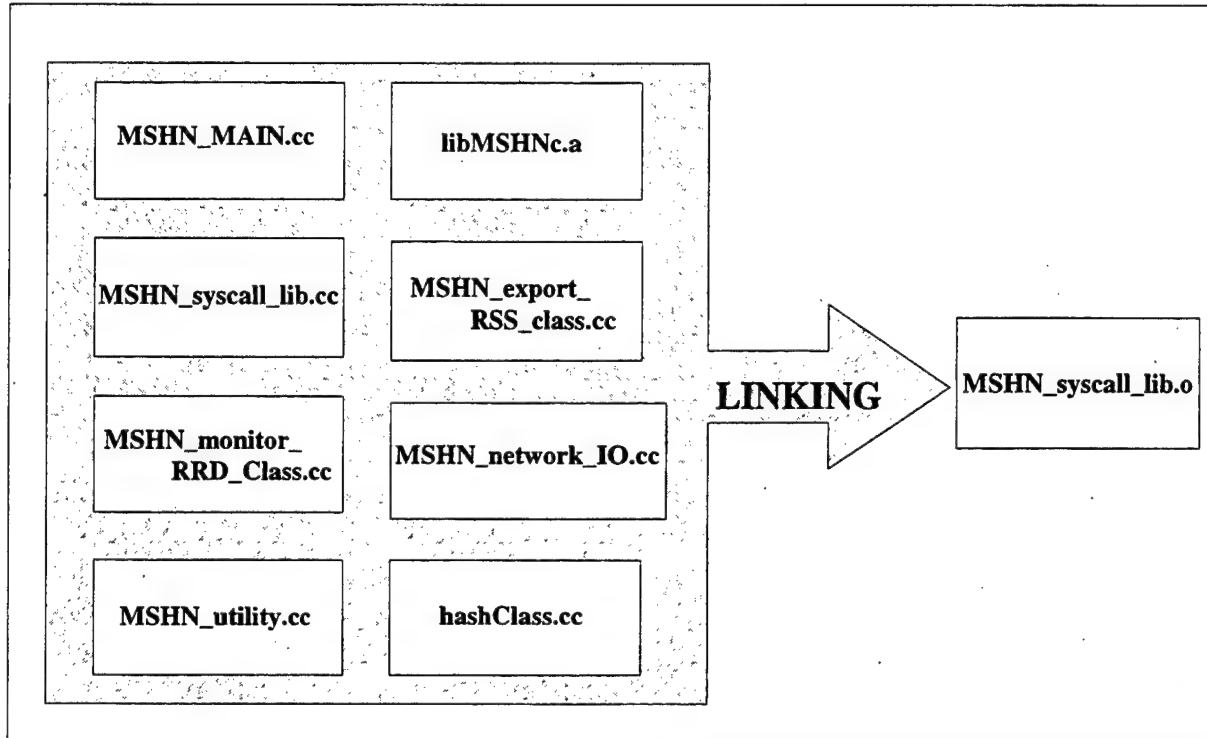 MSHN_MAIN.cc
libMSHNc.a
MSHN_syscall_lib.cc
MSHN_export_
RSS_class.cc
MSHN_monitor_
RRD_Class.cc
MSHN_network_IO.cc
MSHN_utility.cc
hashClass.cc
LINKING
MSHN_syscall_lib.o